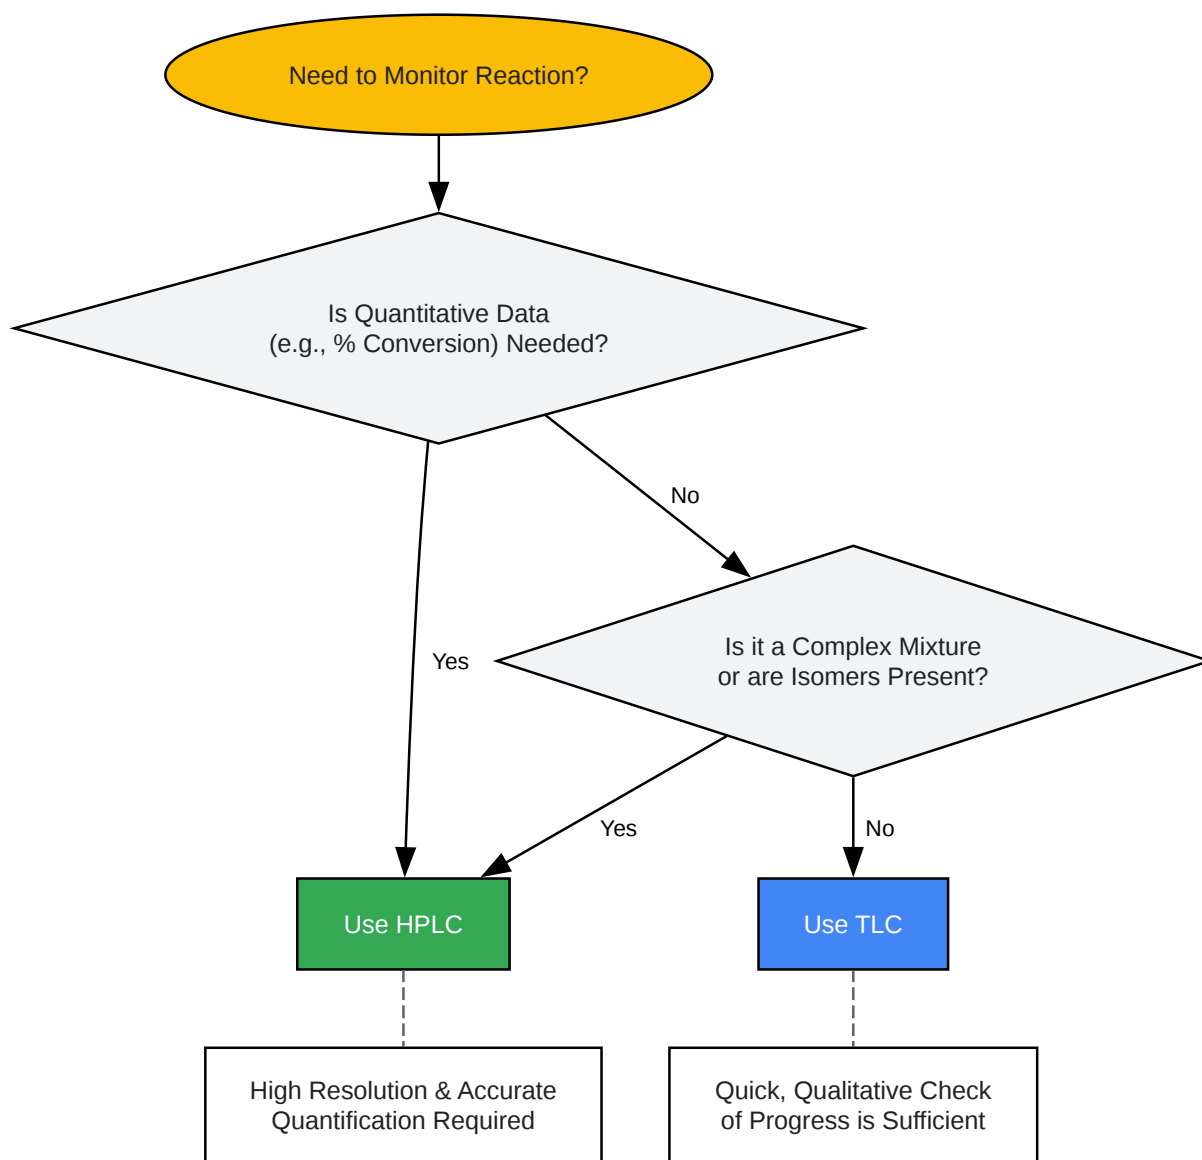 Need to Monitor Reaction?
Is Quantitative Data
(e.g., % Conversion) Needed?
No
Yes
Is it a Complex Mixture
or are Isomers Present?
Yes
No
Use HPLC
Use TLC
High Resolution & Accurate
Quantification Required
Quick, Qualitative Check
of Progress is Sufficient